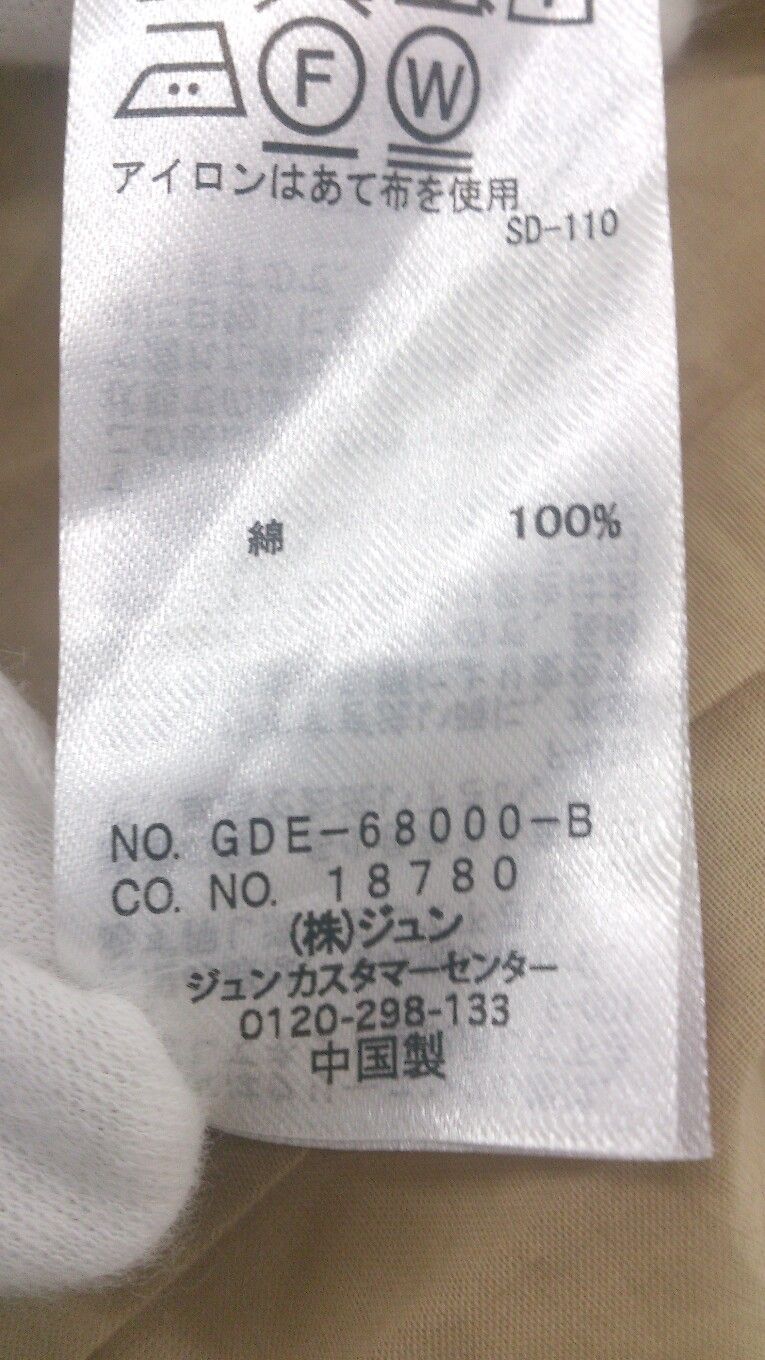 F W
アイロンはあて布を使用
SD-110
綿 100%
NO. GDE-68000-B
CO. NO. 18780
(株)ジュン
ジュンカスタマーセンター
0120-298-133
中国製